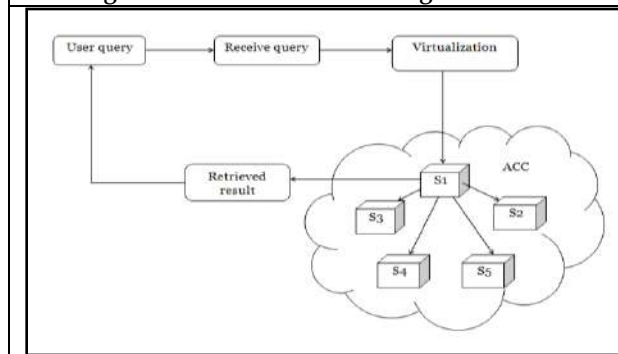 User query
Receive query
Virtualization
ACC
S1
Retrieved
result
S3
S2
S4
S5